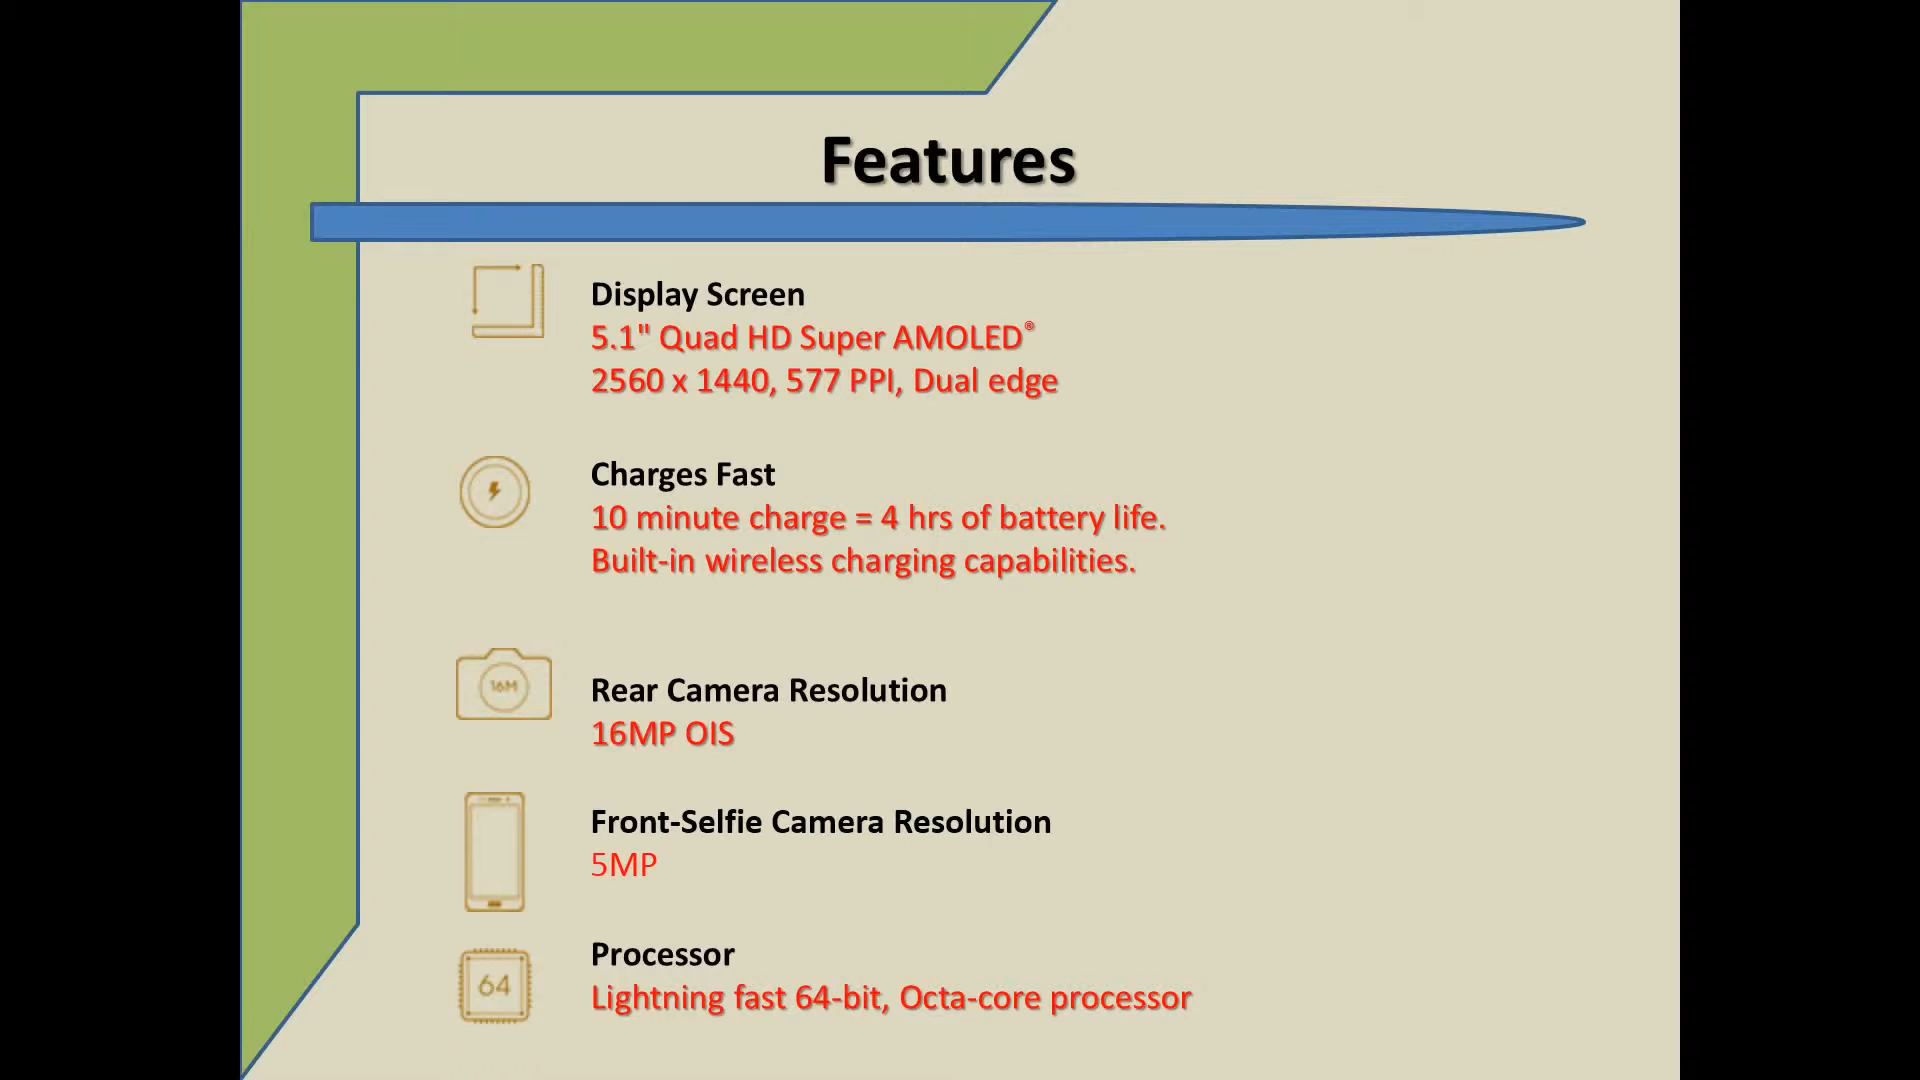 Features
Display Screen
5.1" Quad HD Super AMOLED®
2560 x 1440, 577 PPI, Dual edge
Charges Fast
10 minute charge = 4 hrs of battery life.
Built-in wireless charging capabilities.
16M
Rear Camera Resolution
16MP OIS
Front-Selfie Camera Resolution
5MP
Processor
64
Lightning fast 64-bit, Octa-core processor